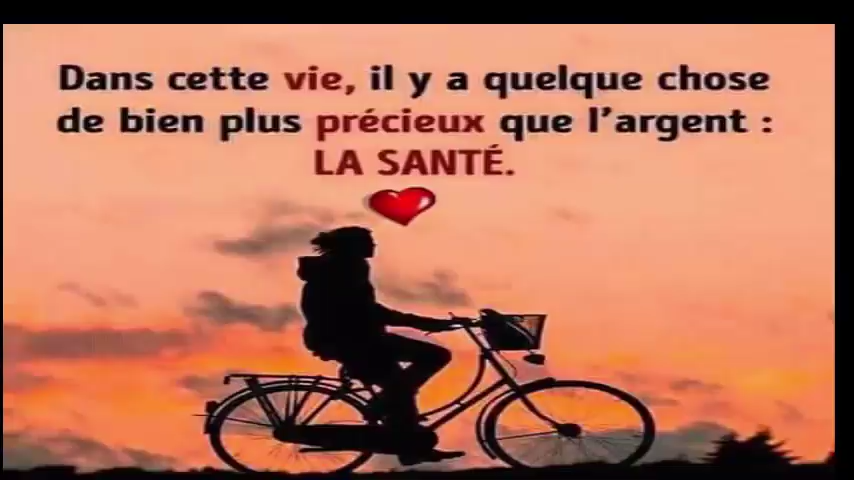 Dans cette vie, il y a quelque chose
de bien plus précieux que l'argent :
LA SANTÉ.